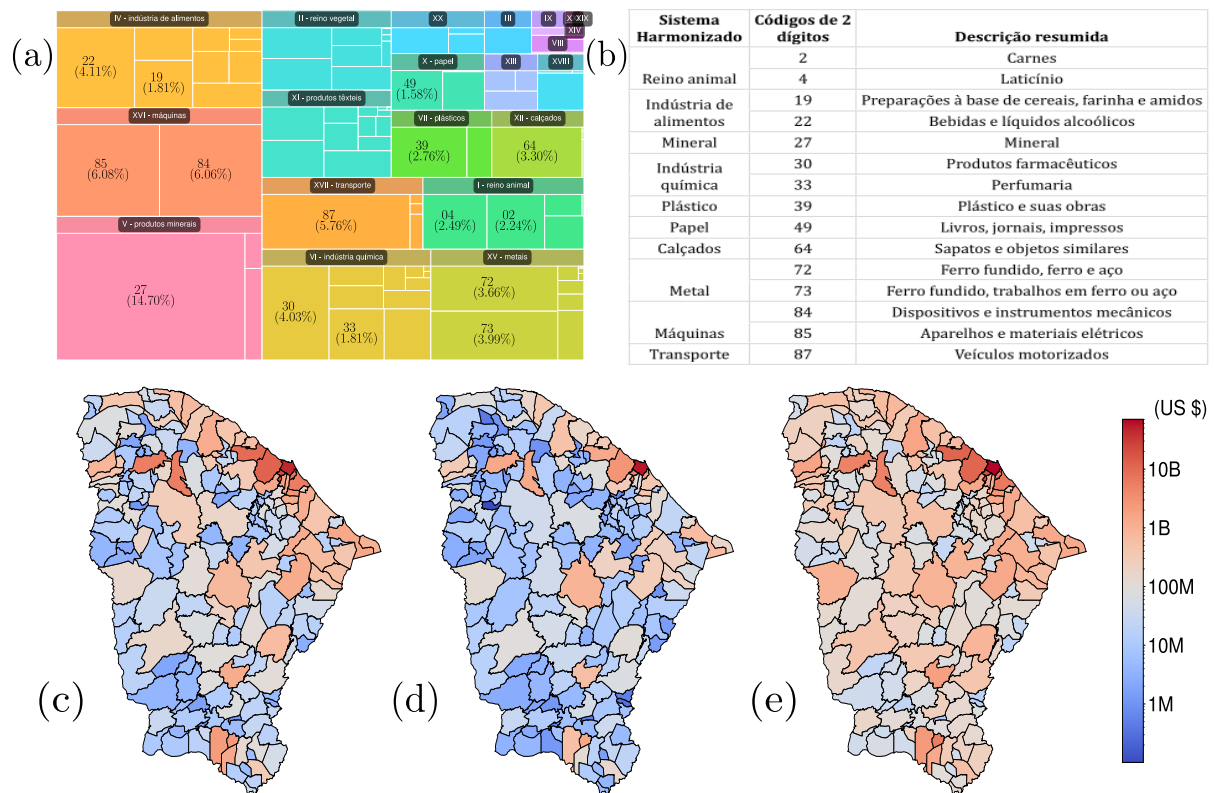 (a)
IV - indústria de alimentos
22
(4.11%)
19
(1.81%)
XVI - máquinas
85
(6.08%)
84
(6.06%)
V - produtos minerais
27
(14.70%)
II - reino vegetal
XI - produtos têxteis
XVII - transporte
87
(5.76%)
VI - indústria química
30
(4.03%)
33
(1.81%)
XX
III
IX
X
XIX
XIV
VIII
X - papel
49
(1.58%)
XIII
XVIII
VII - plásticos
39
(2.76%)
XII - calçados
64
(3.30%)
I - reino animal
04
(2.49%)
02
(2.24%)
XV - metais
72
(3.66%)
73
(3.99%)
(b)
Sistema Harmonizado
Códigos de 2 dígitos
Descrição resumida
Reino animal
2 Carnes
4 Laticínio
Indústria de alimentos
19 Preparações à base de cereais, farinha e amidos
22 Bebidas e líquidos alcoólicos
Mineral 27 Mineral
Indústria química
30 Produtos farmacêuticos
33 Perfumaria
Plástico 39 Plástico e suas obras
Papel 49 Livros, jornais, impressos
Calçados 64 Sapatos e objetos similares
Metal
72 Ferro fundido, ferro e aço
73 Ferro fundido, trabalhos em ferro ou aço
Máquinas
84 Dispositivos e instrumentos mecânicos
85 Aparelhos e materiais elétricos
Transporte 87 Veículos motorizados
(c)
(d)
(e)
(US $)
10B
1B
100M
10M
1M